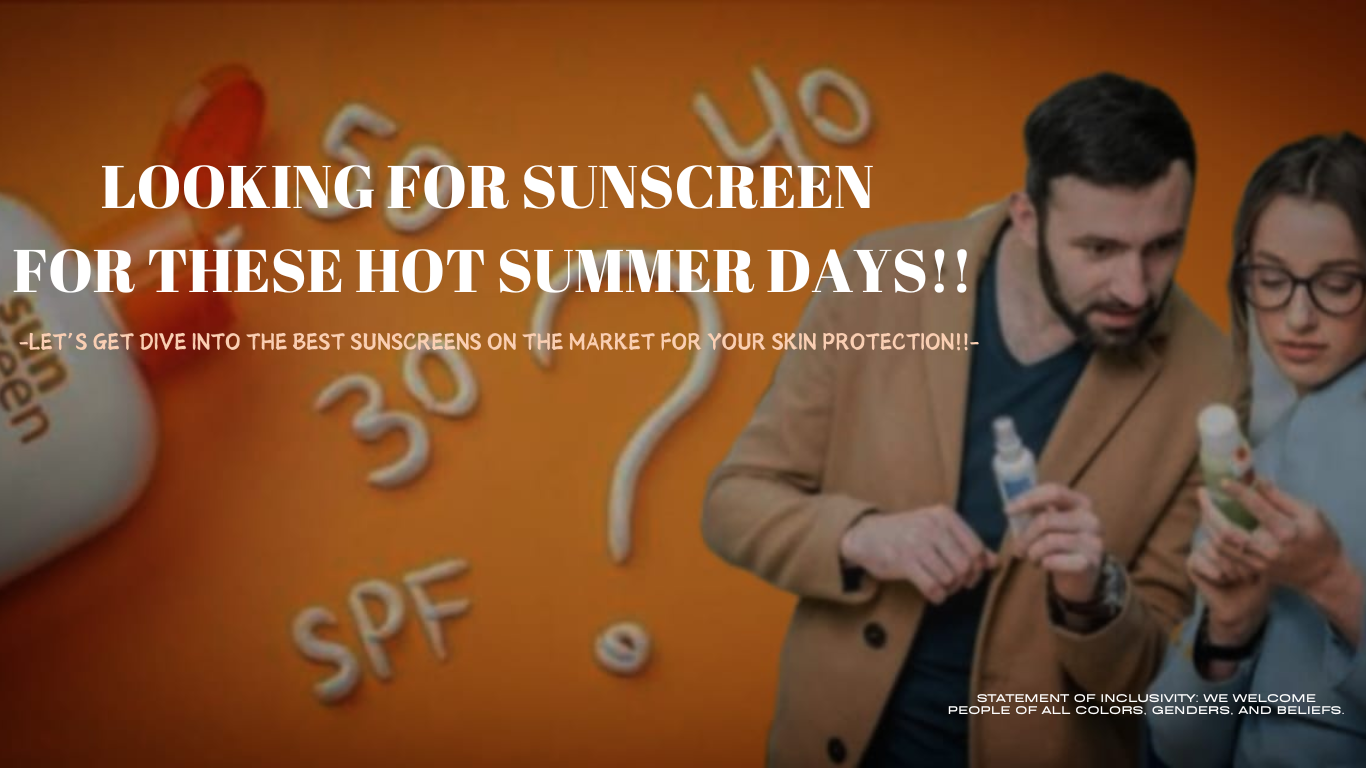 50
40
LOOKING FOR SUNSCREEN
FOR THESE HOT SUMMER DAYS!!
-LET'S GET DIVE INTO THE BEST SUNSCREENS ON THE MARKET FOR YOUR SKIN PROTECTION!!-
sun
reen
30
?
SPF
STATEMENT OF INCLUSIVITY: WE WELCOME
PEOPLE OF ALL COLORS, GENDERS, AND BELIEFS.